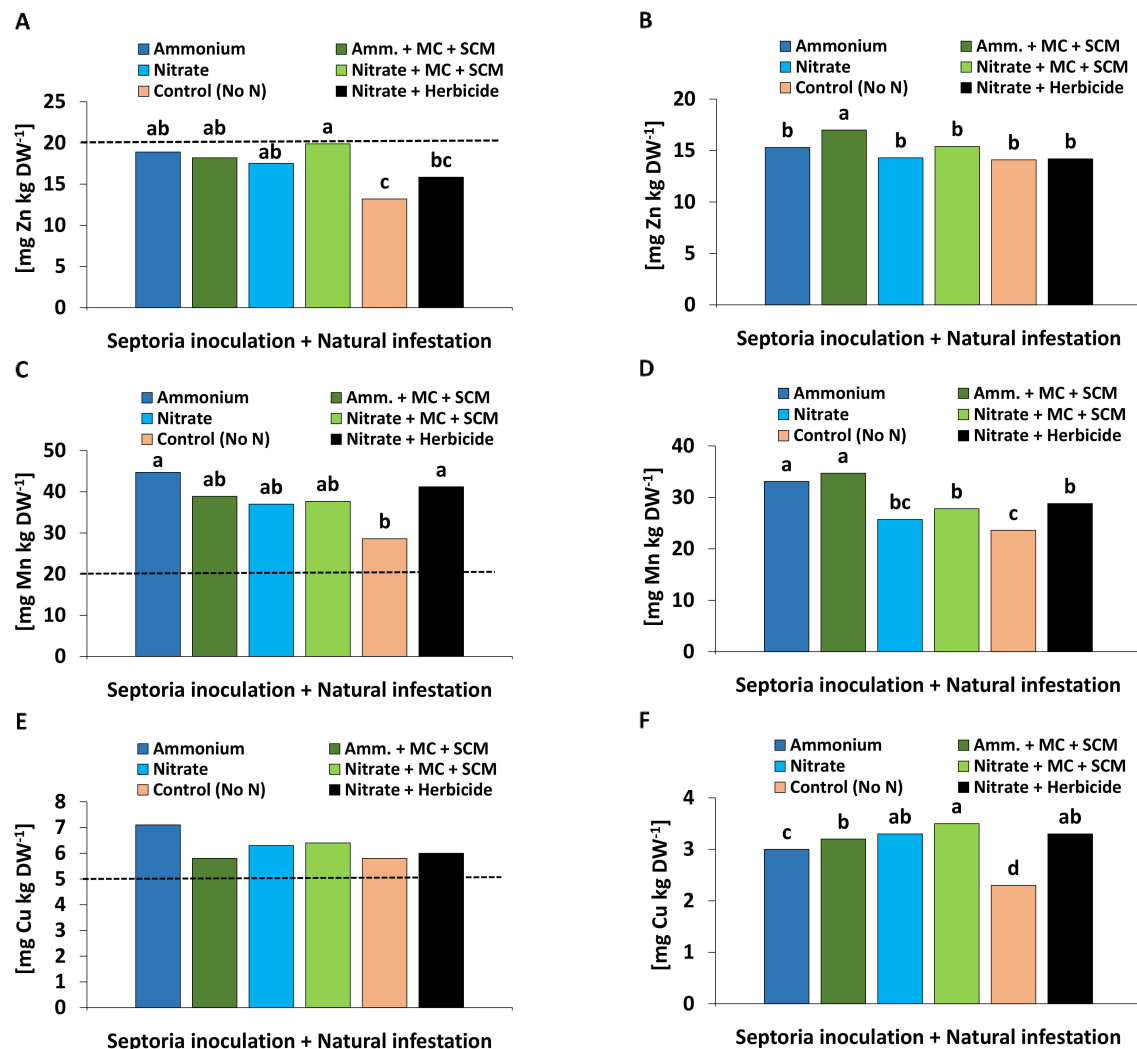 A
Ammonium Amm. + MC + SCM
Nitrate Nitrate + MC + SCM
Control (No N) Nitrate + Herbicide
[mg Zn kg DW⁻¹]
25
20
15
10
5
0
ab ab ab a c bc
Septoria inoculation + Natural infestation
B
Ammonium Amm. + MC + SCM
Nitrate Nitrate + MC + SCM
Control (No N) Nitrate + Herbicide
[mg Zn kg DW⁻¹]
20
15
10
5
0
b a b b b b
Septoria inoculation + Natural infestation
C
Ammonium Amm. + MC + SCM
Nitrate Nitrate + MC + SCM
Control (No N) Nitrate + Herbicide
[mg Mn kg DW⁻¹]
50
40
30
20
10
0
a ab ab ab b a
Septoria inoculation + Natural infestation
D
Ammonium Amm. + MC + SCM
Nitrate Nitrate + MC + SCM
Control (No N) Nitrate + Herbicide
[mg Mn kg DW⁻¹]
40
30
20
10
0
a a bc b c b
Septoria inoculation + Natural infestation
E
Ammonium Amm. + MC + SCM
Nitrate Nitrate + MC + SCM
Control (No N) Nitrate + Herbicide
[mg Cu kg DW⁻¹]
8
7
6
5
4
3
2
1
0
Septoria inoculation + Natural infestation
F
Ammonium Amm. + MC + SCM
Nitrate Nitrate + MC + SCM
Control (No N) Nitrate + Herbicide
[mg Cu kg DW⁻¹]
4
3
2
1
0
c b ab a d ab
Septoria inoculation + Natural infestation